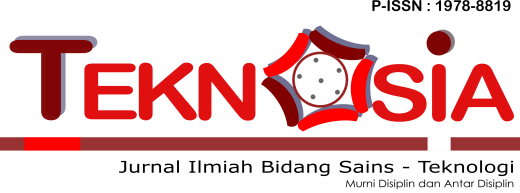 P-ISSN : 1978-8819
TEKNOSIA
Jurnal Ilmiah Bidang Sains - Teknologi
Murni Disiplin dan Antar Disiplin